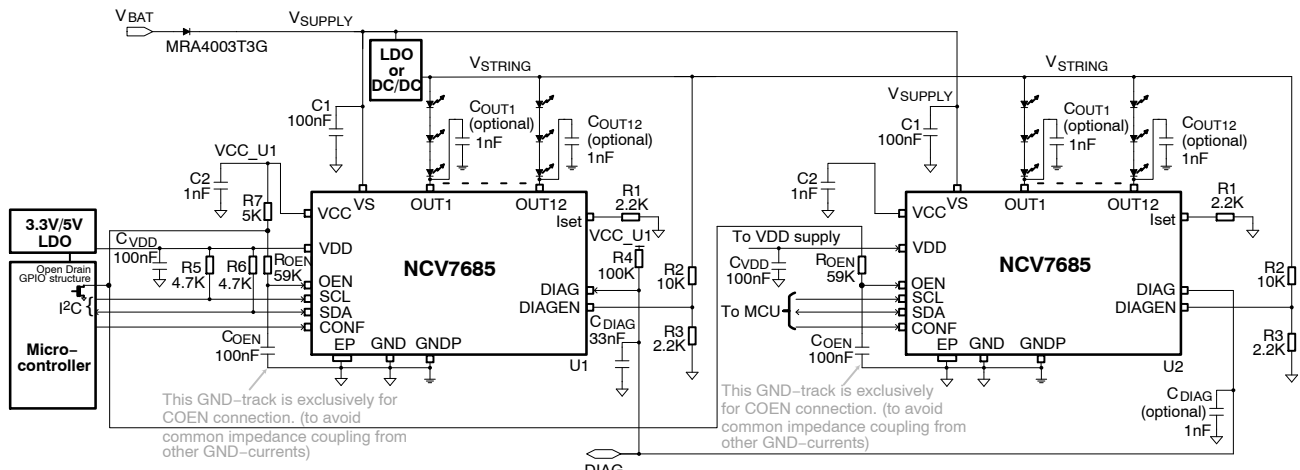 VBAT
MRA4003T3G
VSUPPLY
LDO
or
DC/DC
VSTRING
VSTRING
C1
100nF
COUT1
(optional)
1nF
COUT12
(optional)
1nF
VSUPPLY
C1
100nF
COUT1
(optional)
1nF
COUT12
(optional)
1nF
VCC_U1
C2
1nF
R7
5K
VCC
VS
OUT1
OUT12
Iset
R1
2.2K
VCC_U1
R4
100K
C2
1nF
VCC
VS
OUT1
OUT12
Iset
R1
2.2K
3.3V/5V
LDO
CVDD
100nF
R5
4.7K
R6
4.7K
ROEN
59K
VDD
OEN
SCL
SDA
CONF
NCV7685
DIAG
DIAGEN
R2
10K
R3
2.2K
CDIAG
33nF
EP
GND
GNDP
U1
Open Drain
GPIO structure
I2C {
Micro–
controller
COEN
100nF
This GND–track is exclusively for
COEN connection. (to avoid
common impedance coupling from
other GND–currents)
To VDD supply
CVDD
100nF
ROEN
59K
To MCU
VDD
OEN
SCL
SDA
CONF
NCV7685
DIAG
DIAGEN
R2
10K
R3
2.2K
COEN
100nF
EP
GND
GNDP
U2
This GND–track is exclusively
for COEN connection. (to avoid
common impedance coupling from
other GND–currents)
CDIAG
(optional)
1nF
DIAG